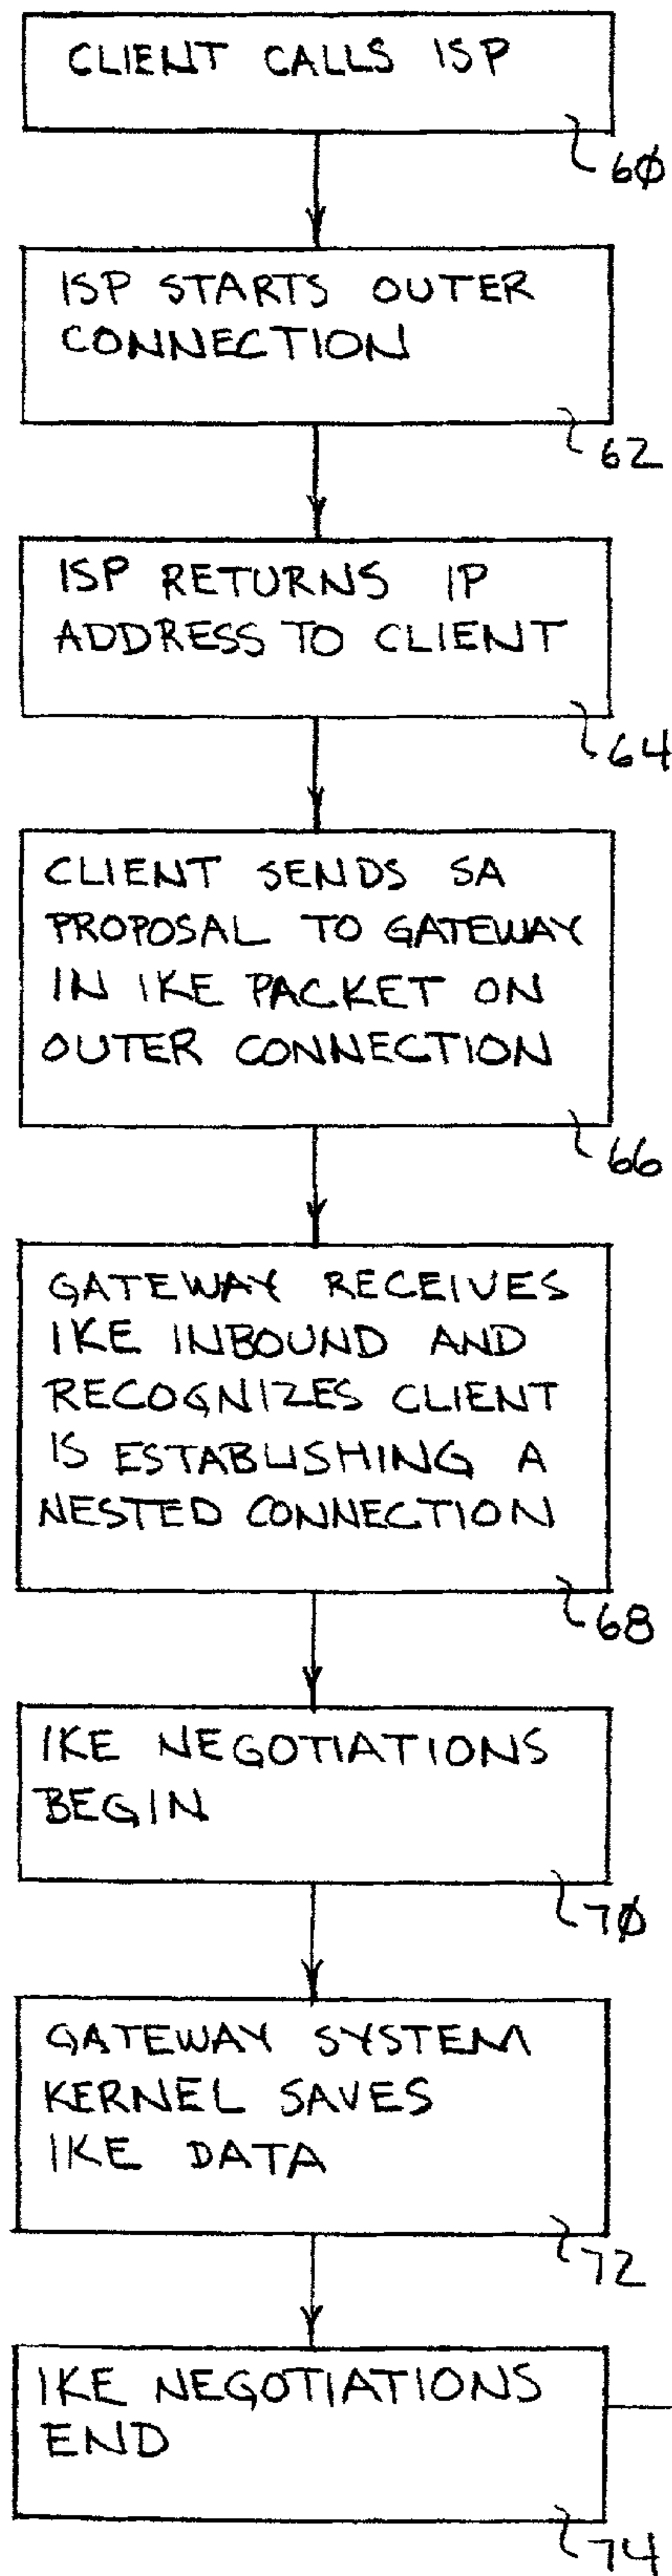 CLIENT CALLS ISP
60
ISP STARTS OUTER
CONNECTION
62
ISP RETURNS IP
ADDRESS TO CLIENT
64
CLIENT SENDS SA
PROPOSAL TO GATEWAY
IN IKE PACKET ON
OUTER CONNECTION
66
GATEWAY RECEIVES
IKE INBOUND AND
RECOGNIZES CLIENT
IS ESTABLISHING A
NESTED CONNECTION
68
IKE NEGOTIATIONS
BEGIN
70
GATEWAY SYSTEM
KERNEL SAVES
IKE DATA
72
IKE NEGOTIATIONS
END
74